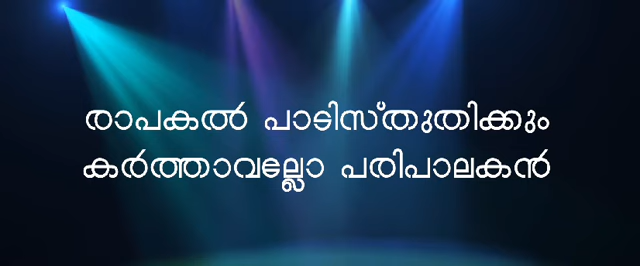 രാപകൽ പാടിസ്തുതിക്കും
കർത്താവല്ലോ പരിപാലകൻ